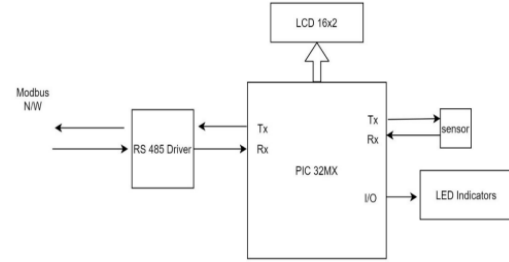 LCD 16x2
Modbus
N/W
RS 485 Driver
Tx
Rx
PIC 32MX
Tx
Rx
I/O
sensor
LED Indicators